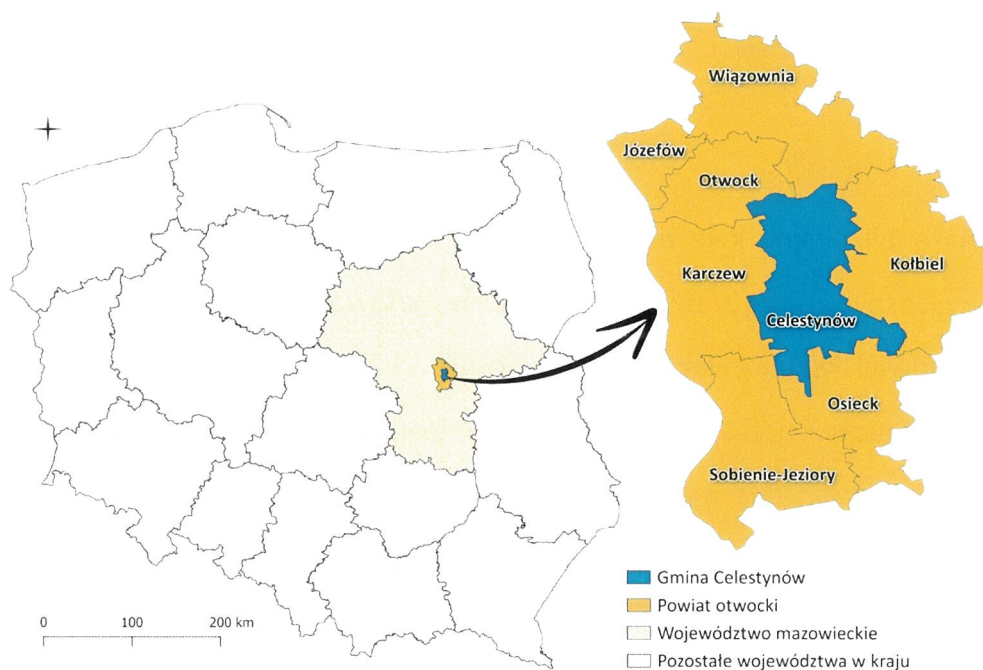 Wiązownia
Józefów
Otwock
Karczew
Kołbiel
Celestynów
Osieck
Sobienie-Jeziory
Gmina Celestynów
Powiat otwocki
Województwo mazowieckie
Pozostałe województwa w kraju
0 100 200 km